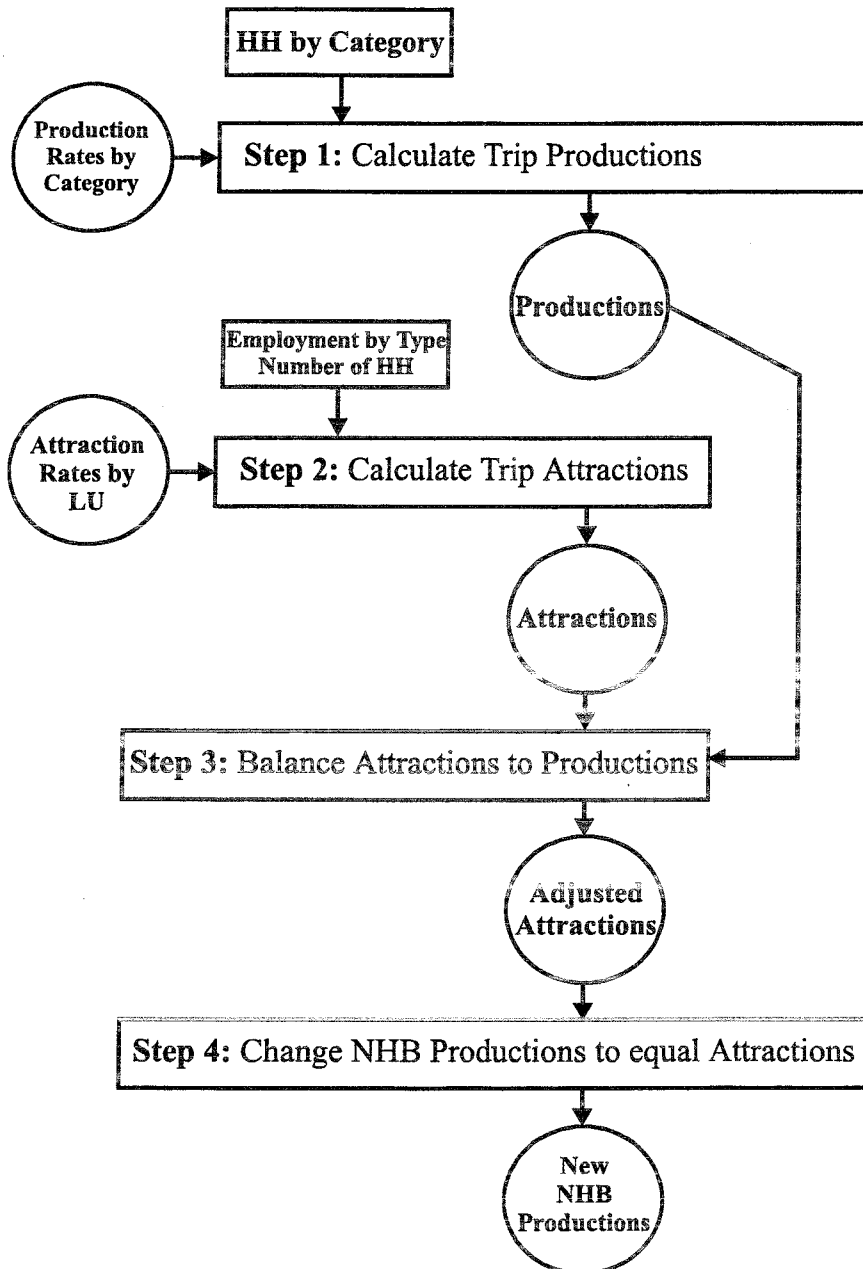 HH by Category
Production
Rates by
Category
Step 1: Calculate Trip Productions
Productions
Employment by Type
Number of HH
Attraction
Rates by
LU
Step 2: Calculate Trip Attractions
Attractions
Step 3: Balance Attractions to Productions
Adjusted
Attractions
Step 4: Change NHB Productions to equal Attractions
New
NHB
Productions